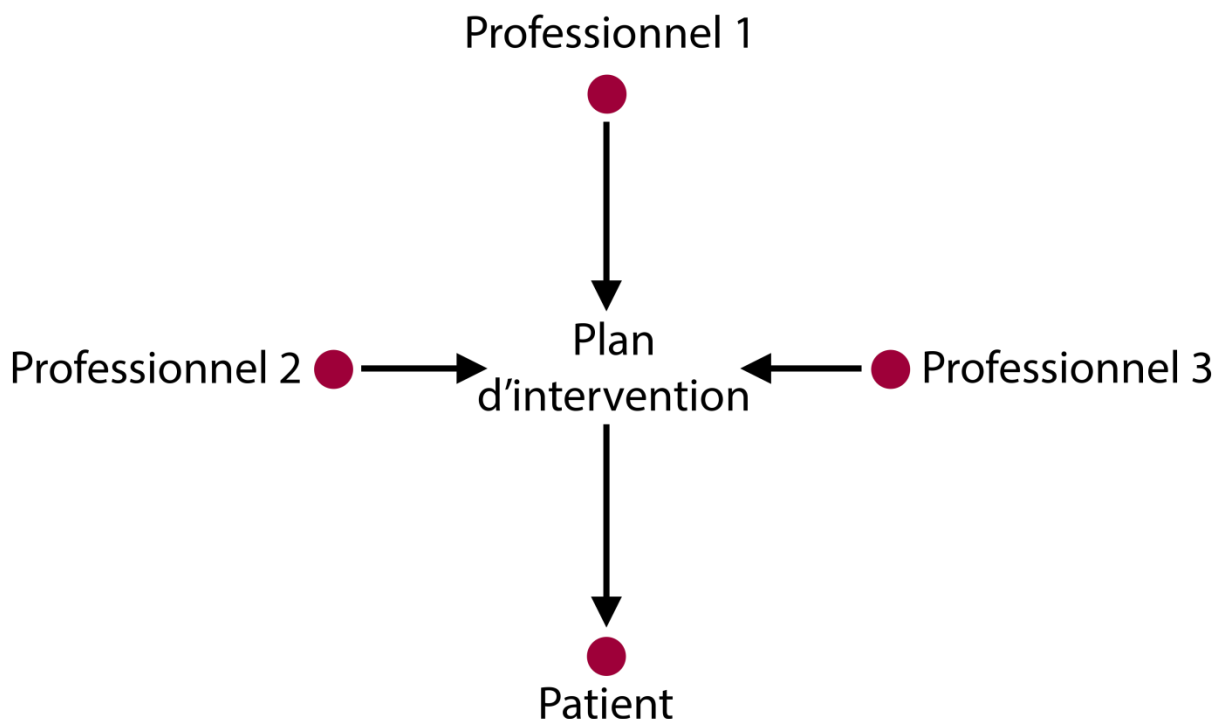 Professionnel 1
Plan
d’intervention
Professionnel 2
Professionnel 3
Patient